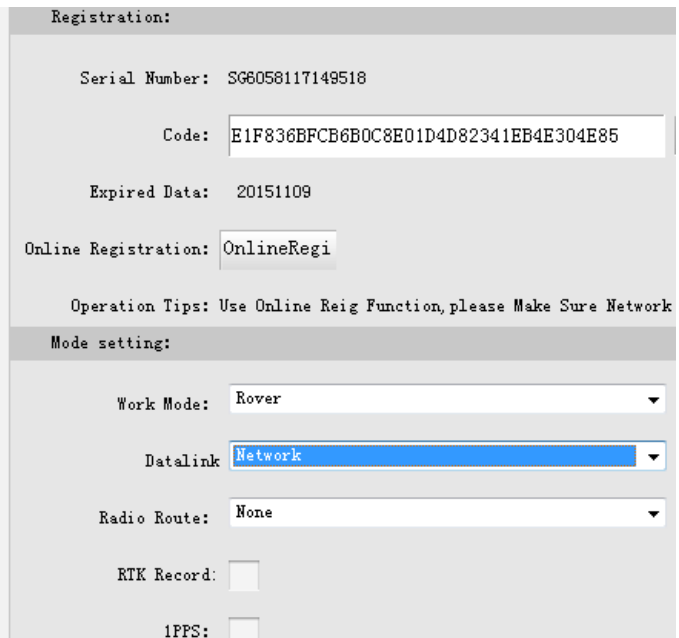 Registration:
Serial Number: SG6058117149518
Code: E1F836BFCB6B0C8E01D4D82341EB4E304E85
Expired Data: 20151109
Online Registration: OnlineRegi
Operation Tips: Use Online Reig Function,please Make Sure Network
Mode setting:
Work Mode: Rover
Datalink Network
Radio Route: None
RTK Record:
1PPS: